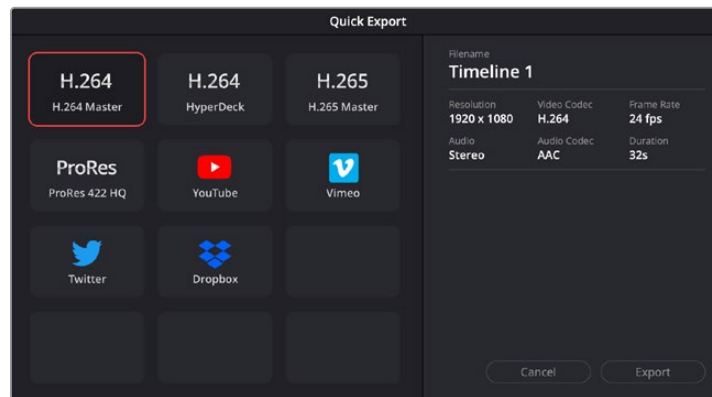 Quick Export
H.264
H.264 Master
H.264
HyperDeck
H.265
H.265 Master
ProRes
ProRes 422 HQ
YouTube
Vimeo
Twitter
Dropbox
Filename
Timeline 1
Resolution Video Codec Frame Rate
1920 x 1080 H.264 24 fps
Audio Audio Codec Duration
Stereo AAC 32s
Cancel Export